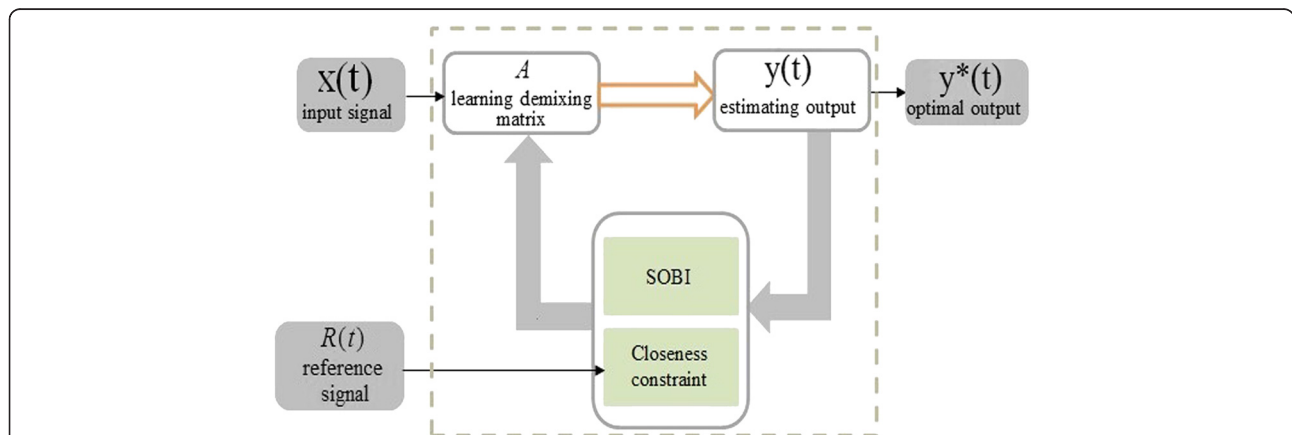 x(t)
input signal
A
learning demixing
matrix
y(t)
estimating output
y*(t)
optimal output
SOBI
R(t)
reference
signal
Closeness
constraint